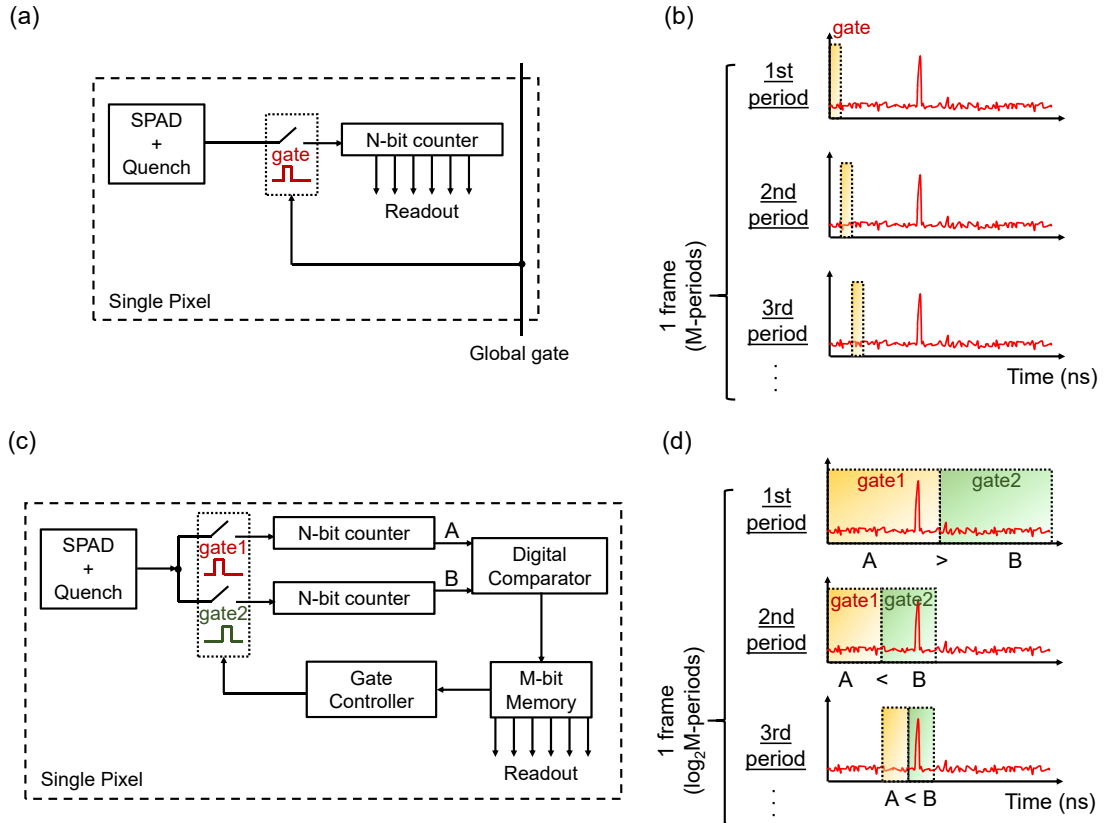 (a)
SPAD
+
Quench
gate
N-bit counter
Readout
Single Pixel
Global gate
(b)
gate
1 frame
(M-periods)
1st
period
2nd
period
3rd
period
. . .
Time (ns)
(c)
SPAD
+
Quench
gate1
gate2
N-bit counter
A
N-bit counter
B
Digital
Comparator
Gate
Controller
M-bit
Memory
Readout
Single Pixel
(d)
1 frame
(log₂M-periods)
1st
period
gate1 gate2
A > B
2nd
period
gate1 gate2
A < B
3rd
period
A < B
. . .
Time (ns)